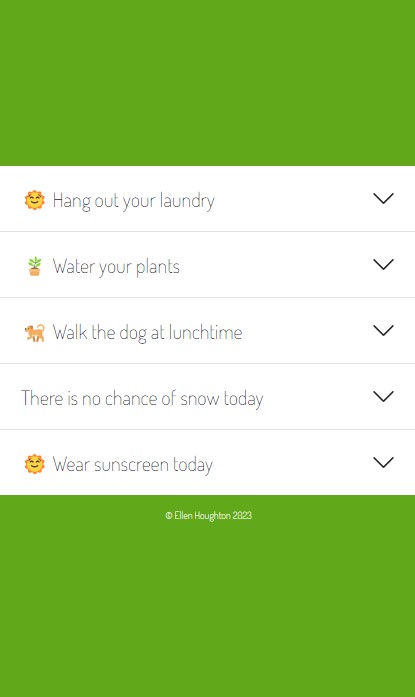 Hang out your laundry
Water your plants
Walk the dog at lunchtime
There is no chance of snow today
Wear sunscreen today
© Ellen Houghton 2023